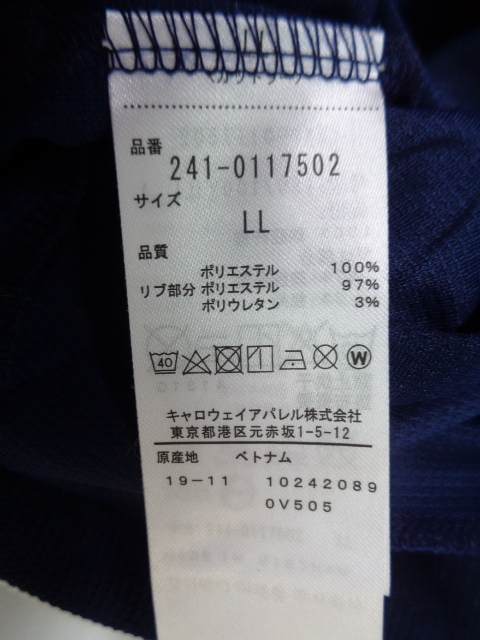 LL
品番
241-0117502
サイズ
LL
品質
ポリエステル 100%
リブ部分 ポリエステル 97%
ポリウレタン 3%
40 W
キャロウェイアパレル株式会社
東京都港区元赤坂1-5-12
原産地 ベトナム
19-11 10242089
0V505